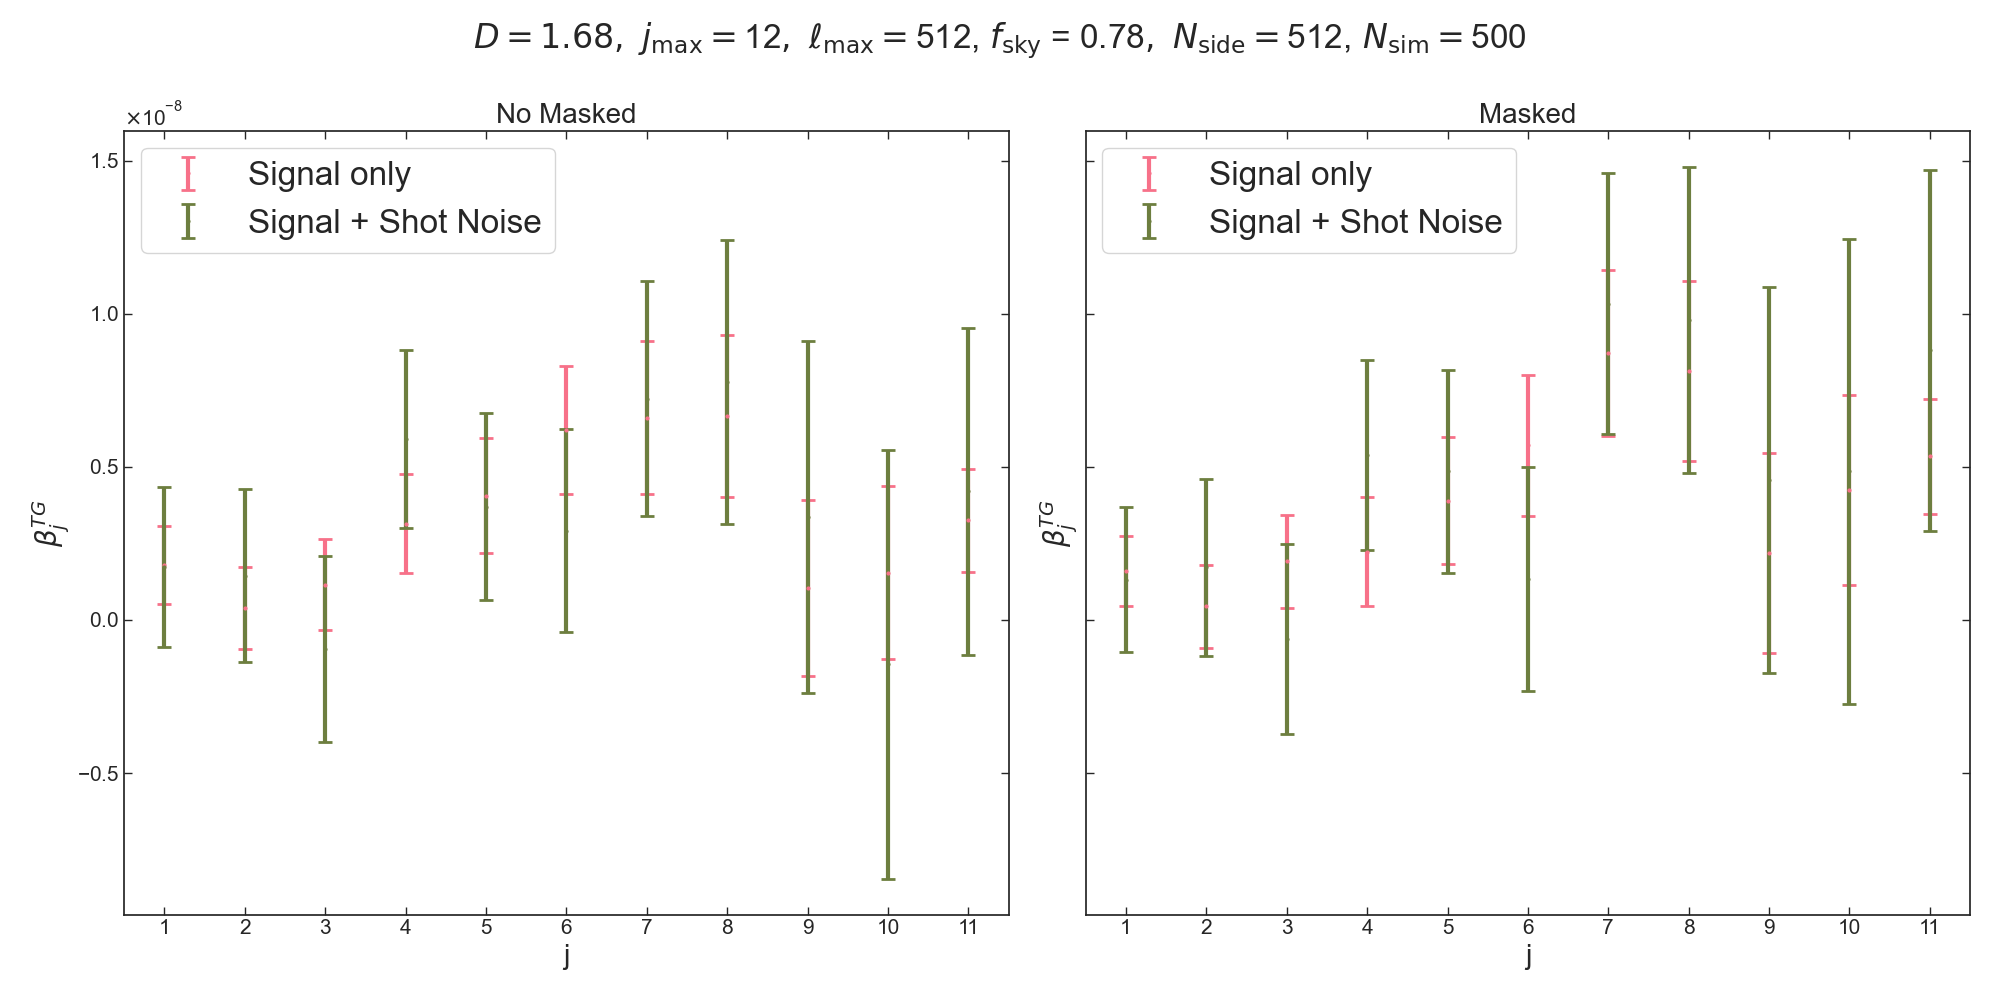 D = 1.68, j_max = 12, ℓ_max = 512, f_sky = 0.78, N_side = 512, N_sim = 500
No Masked
Masked
×10⁻⁸
Signal only
Signal + Shot Noise
Signal only
Signal + Shot Noise
1.5
1.0
0.5
0.0
−0.5
β_j^TG
β_j^TG
1 2 3 4 5 6 7 8 9 10 11
1 2 3 4 5 6 7 8 9 10 11
j
j